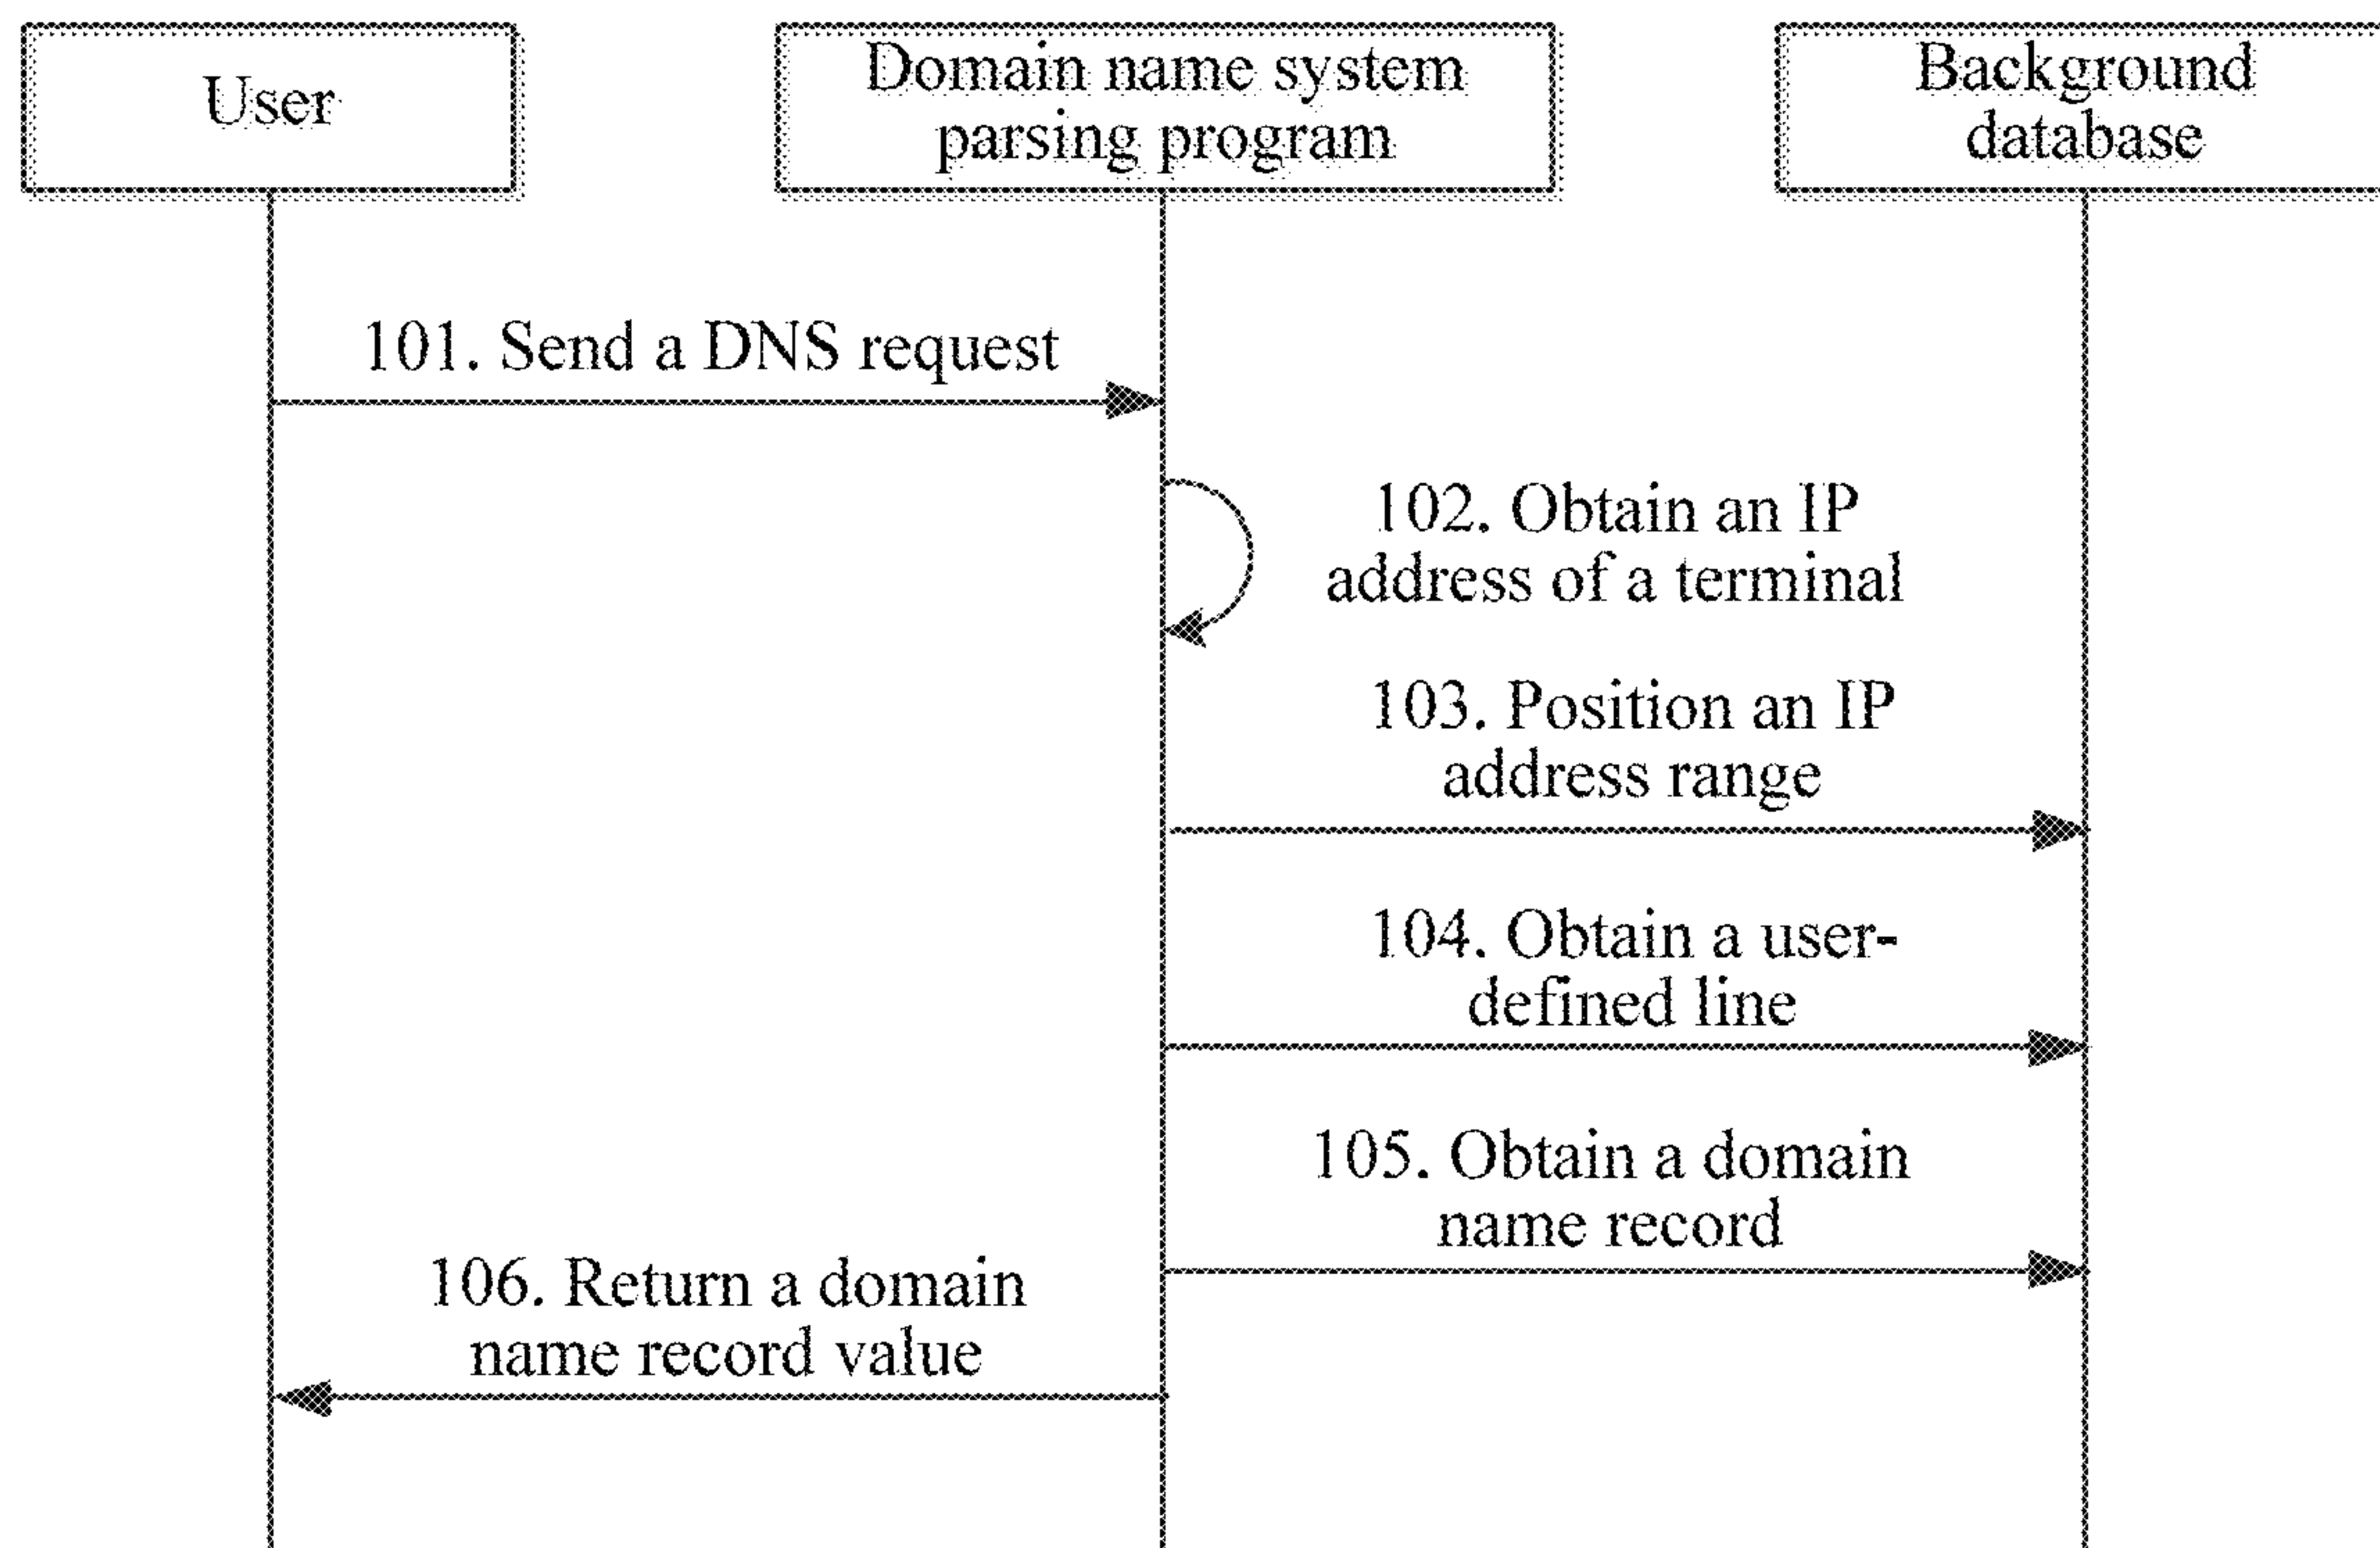 User
Domain name system
parsing program
Background
database
101. Send a DNS request
102. Obtain an IP
address of a terminal
103. Position an IP
address range
104. Obtain a user-
defined line
105. Obtain a domain
name record
106. Return a domain
name record value